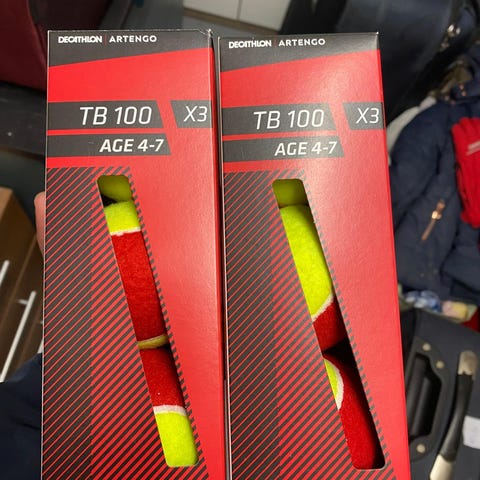 DECATHLON | ARTENGO
TB 100 X3
AGE 4-7
DECATHLON | ARTENGO
TB 100 X3
AGE 4-7